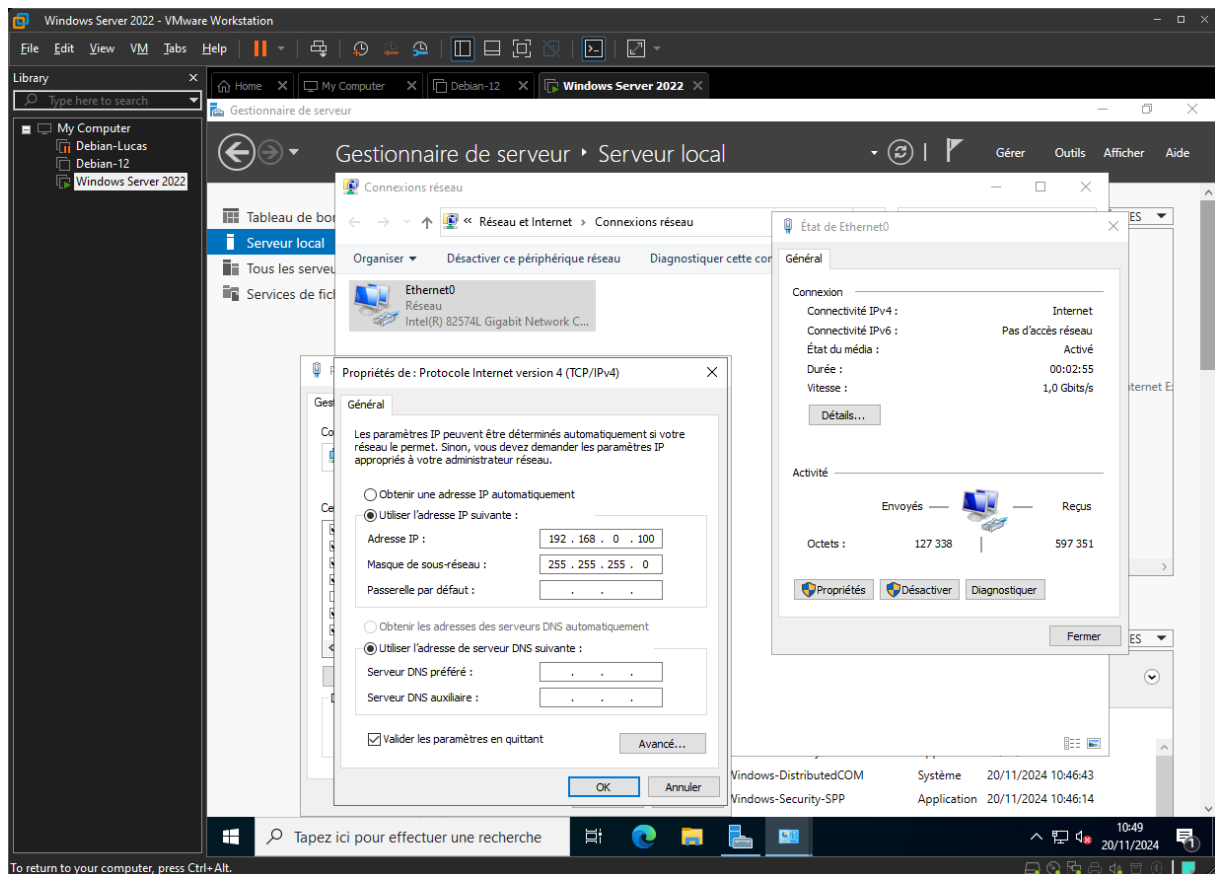 Windows Server 2022 - VMware Workstation
File Edit View VM Tabs Help
Library
Type here to search
My Computer
Debian-Lucas
Debian-12
Windows Server 2022
Home
My Computer
Debian-12
Windows Server 2022
Gestionnaire de serveur
Gestionnaire de serveur ‣ Serveur local
Gérer Outils Afficher Aide
Tableau de bor
Serveur local
Tous les serveu
Services de fich
Connexions réseau
« Réseau et Internet > Connexions réseau
Organiser Désactiver ce périphérique réseau Diagnostiquer cette con
Ethernet0
Réseau
Intel(R) 82574L Gigabit Network C...
Propriétés de : Protocole Internet version 4 (TCP/IPv4)
Général
Les paramètres IP peuvent être déterminés automatiquement si votre
réseau le permet. Sinon, vous devez demander les paramètres IP
appropriés à votre administrateur réseau.
Obtenir une adresse IP automatiquement
Utiliser l'adresse IP suivante :
Adresse IP : 192 . 168 . 0 . 100
Masque de sous-réseau : 255 . 255 . 255 . 0
Passerelle par défaut : . . .
Obtenir les adresses des serveurs DNS automatiquement
Utiliser l'adresse de serveur DNS suivante :
Serveur DNS préféré : . . .
Serveur DNS auxiliaire : . . .
Valider les paramètres en quittant
Avancé...
OK Annuler
État de Ethernet0
Général
Connexion
Connectivité IPv4 : Internet
Connectivité IPv6 : Pas d'accès réseau
État du média : Activé
Durée : 00:02:55
Vitesse : 1,0 Gbits/s
Détails...
Activité
Envoyés Reçus
Octets : 127 338 597 351
Propriétés Désactiver Diagnostiquer
Fermer
ES
ES
Windows-DistributedCOM Système 20/11/2024 10:46:43
Windows-Security-SPP Application 20/11/2024 10:46:14
Tapez ici pour effectuer une recherche
10:49
20/11/2024
To return to your computer, press Ctrl+Alt.